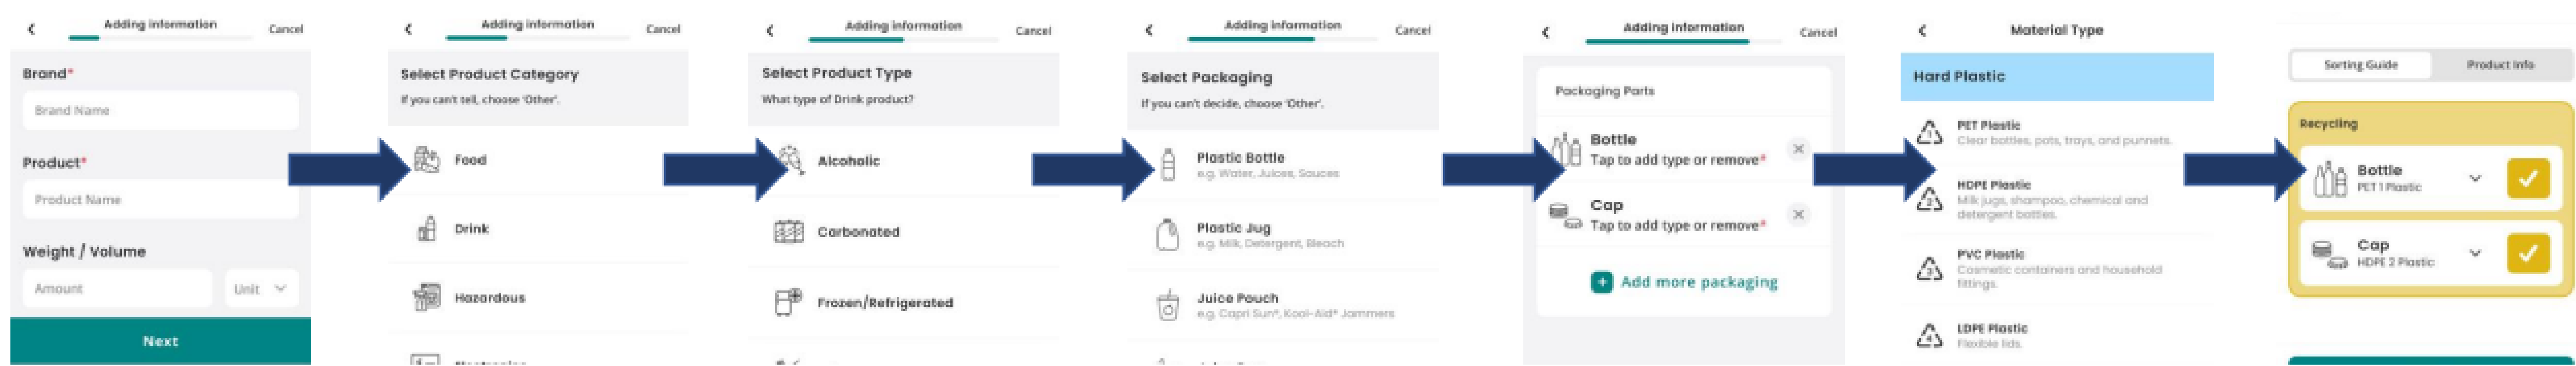 Adding information
Cancel
Brand*
Brand Name
Product*
Product Name
Weight / Volume
Amount
Unit
Next
Adding information
Cancel
Select Product Category
If you can't tell, choose 'Other'.
Food
Drink
Hazardous
Adding information
Cancel
Select Product Type
What type of Drink product?
Alcoholic
Carbonated
Frozen/Refrigerated
Adding information
Cancel
Select Packaging
If you can't decide, choose 'Other'.
Plastic Bottle
e.g. Water, Juices, Sauces
Plastic Jug
e.g. Milk, Detergent, Bleach
Juice Pouch
e.g. Capri Sun®, Kool-Aid® Jammers
Adding information
Cancel
Packaging Parts
Bottle
Tap to add type or remove*
Cap
Tap to add type or remove*
Add more packaging
Material Type
Hard Plastic
1
PET Plastic
Clear bottles, pots, trays, and punnets.
2
HDPE Plastic
Milk jugs, shampoo, chemical and
detergent bottles.
3
PVC Plastic
Cosmetic containers and household
fittings.
4
LDPE Plastic
Flexible lids.
Sorting Guide
Product Info
Recycling
Bottle
PET 1 Plastic
Cap
HDPE 2 Plastic